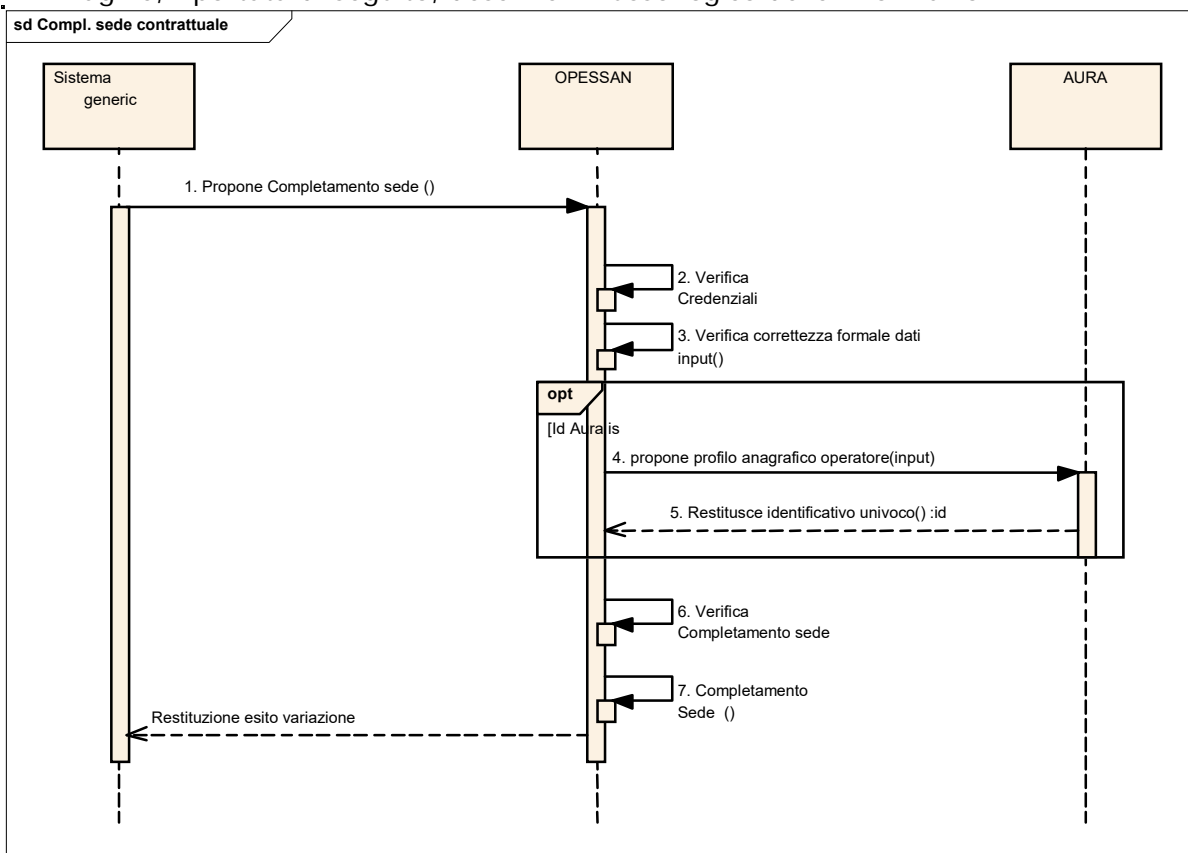 sd Compl. sede contrattuale
Sistema
generic
OPESSAN
AURA
1. Propone Completamento sede ()
2. Verifica
Credenziali
3. Verifica correttezza formale dati
input()
opt
[Id Aura is
4. propone profilo anagrafico operatore(input)
5. Restitusce identificativo univoco() :id
6. Verifica
Completamento sede
7. Completamento
Sede ()
Restituzione esito variazione